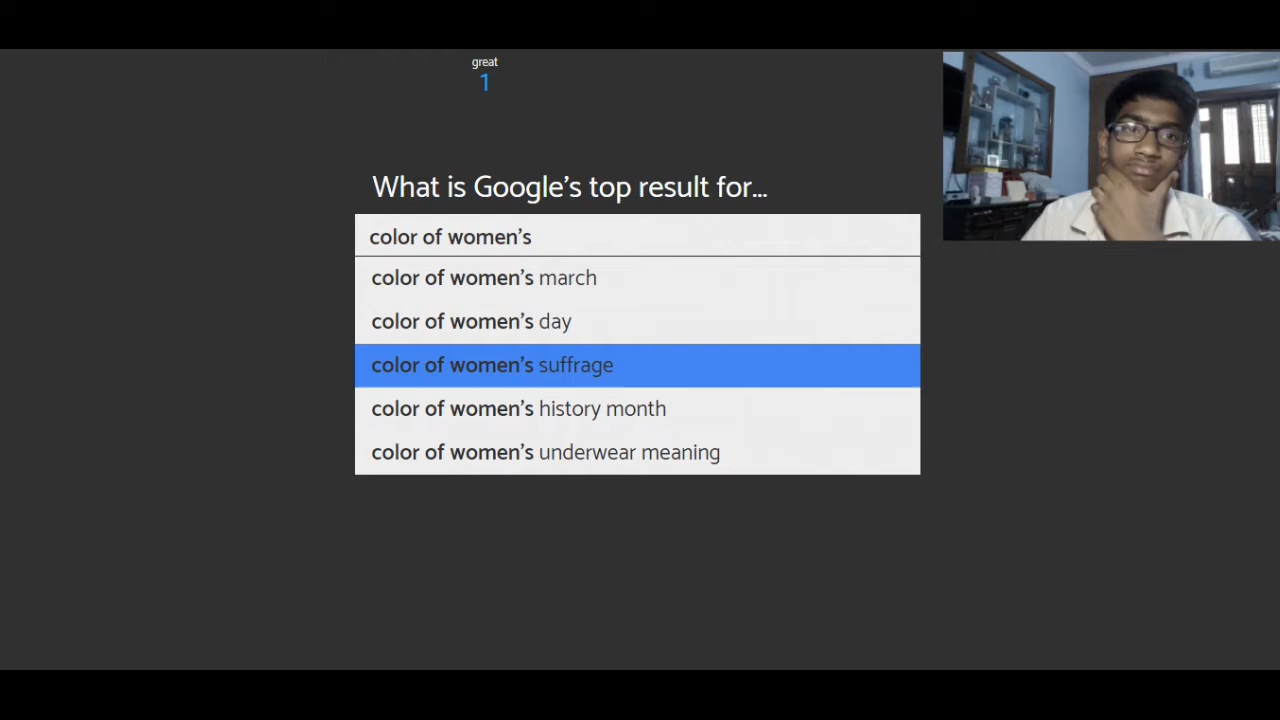 great
1
What is Google's top result for...
color of women's
color of women's march
color of women's day
color of women's suffrage
color of women's history month
color of women's underwear meaning